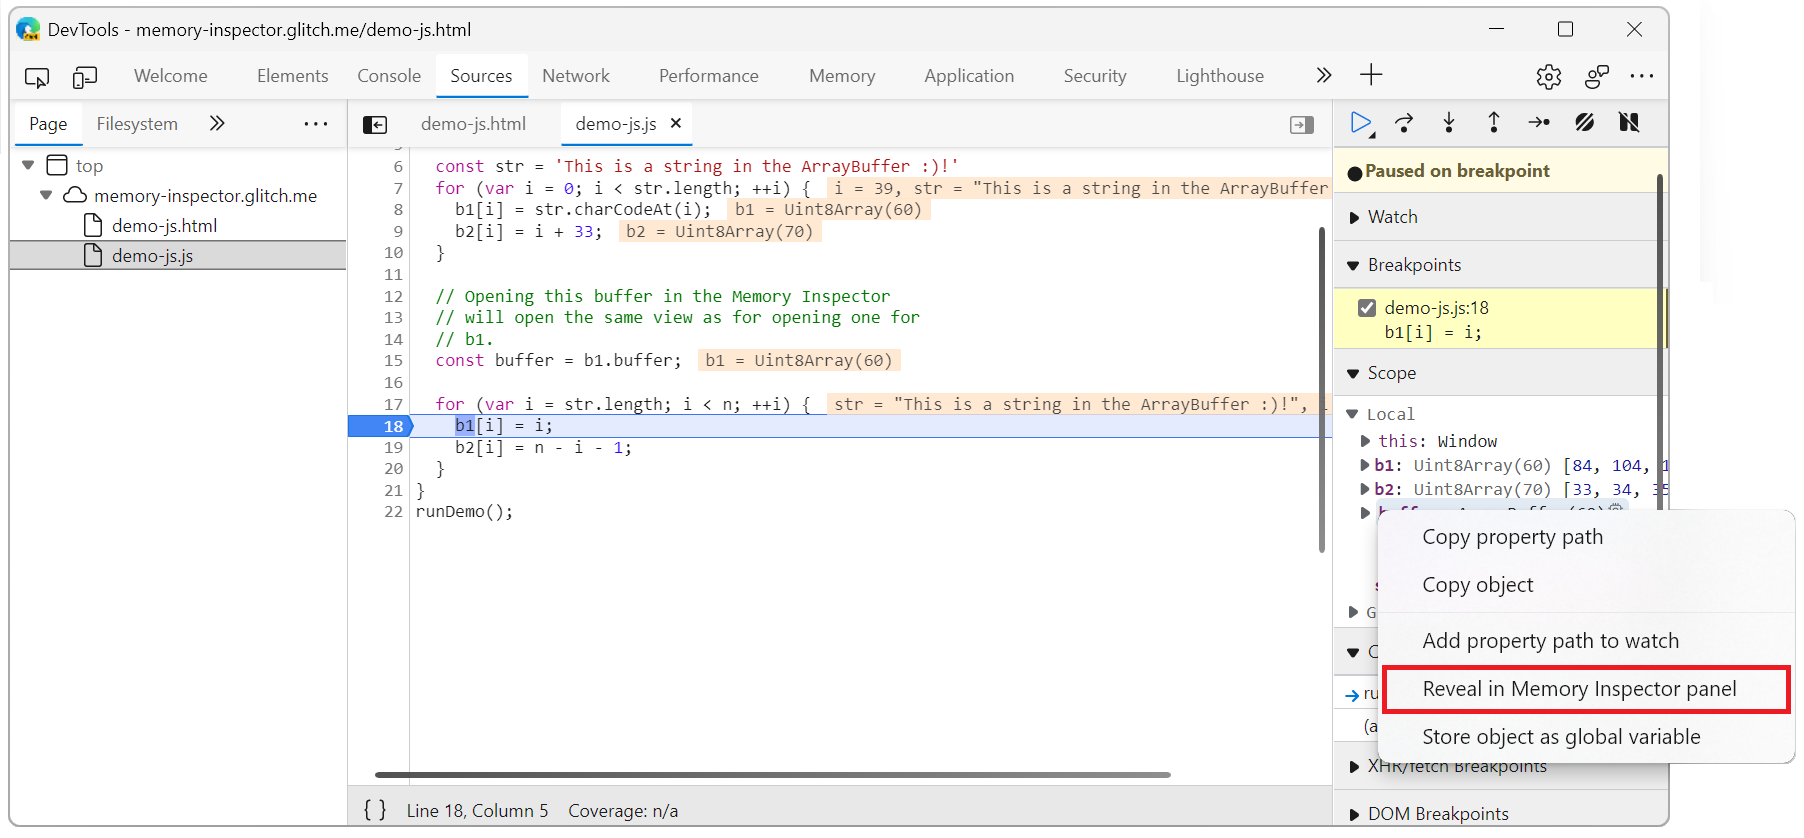 DevTools - memory-inspector.glitch.me/demo-js.html
Welcome Elements Console Sources Network Performance Memory Application Security Lighthouse
Page Filesystem
demo-js.html demo-js.js
top
memory-inspector.glitch.me
demo-js.html
demo-js.js
6 const str = 'This is a string in the ArrayBuffer :)!'
7 for (var i = 0; i < str.length; ++i) { i = 39, str = "This is a string in the ArrayBuffer
8 b1[i] = str.charCodeAt(i); b1 = Uint8Array(60)
9 b2[i] = i + 33; b2 = Uint8Array(70)
10 }
11
12 // Opening this buffer in the Memory Inspector
13 // will open the same view as for opening one for
14 // b1.
15 const buffer = b1.buffer; b1 = Uint8Array(60)
16
17 for (var i = str.length; i < n; ++i) { str = "This is a string in the ArrayBuffer :)!",
18 b1[i] = i;
19 b2[i] = n - i - 1;
20 }
21 }
22 runDemo();
{ } Line 18, Column 5 Coverage: n/a
Paused on breakpoint
Watch
Breakpoints
demo-js.js:18
b1[i] = i;
Scope
Local
this: Window
b1: Uint8Array(60) [84, 104, 1
b2: Uint8Array(70) [33, 34, 35
Copy property path
Copy object
Add property path to watch
Reveal in Memory Inspector panel
Store object as global variable
XHR/fetch Breakpoints
DOM Breakpoints